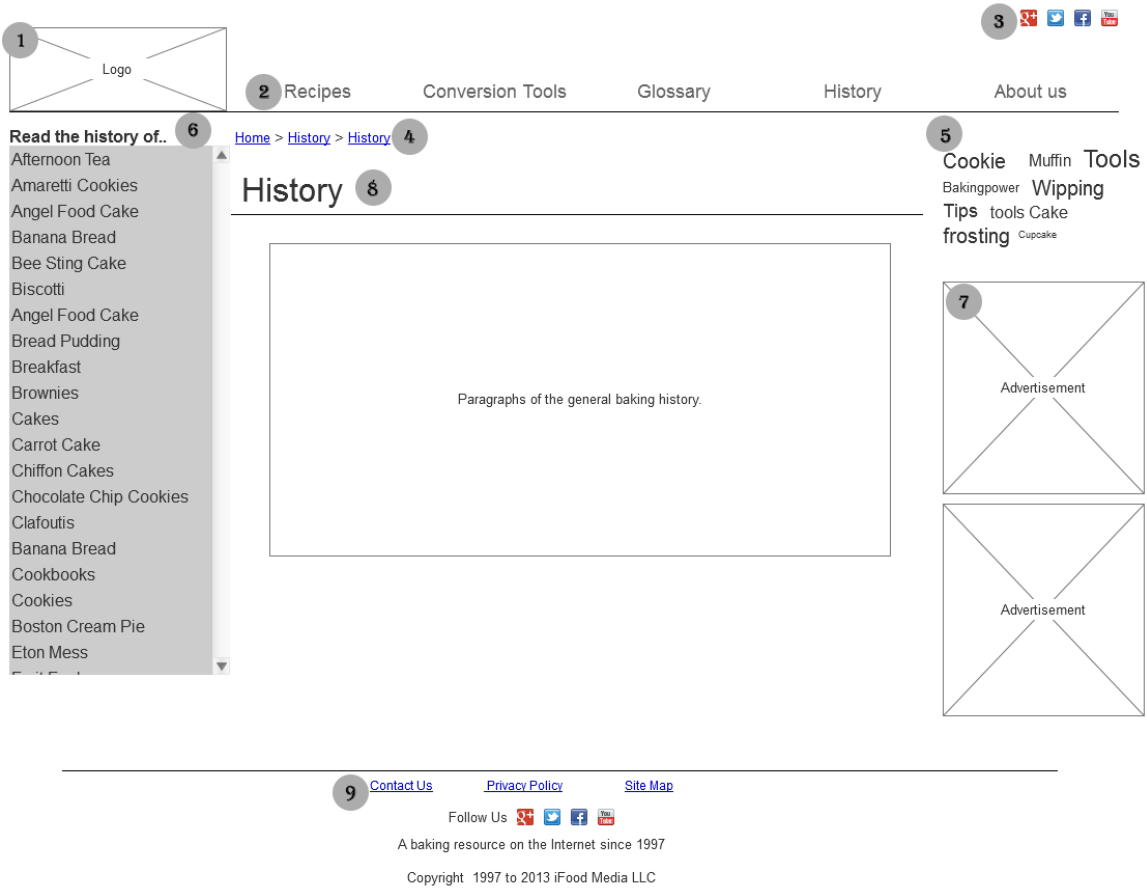 3
1
Logo
2 Recipes Conversion Tools Glossary History About us
Read the history of.. 6
Home > History > History 4
5
Afternoon Tea
Amaretti Cookies
Angel Food Cake
Banana Bread
Bee Sting Cake
Biscotti
Angel Food Cake
Bread Pudding
Breakfast
Brownies
Cakes
Carrot Cake
Chiffon Cakes
Chocolate Chip Cookies
Clafoutis
Banana Bread
Cookbooks
Cookies
Boston Cream Pie
Eton Mess
History 8
Paragraphs of the general baking history.
Cookie Muffin Tools
Bakingpower Wipping
Tips tools Cake
frosting Cupcake
7
Advertisement
Advertisement
9 Contact Us Privacy Policy Site Map
Follow Us
A baking resource on the Internet since 1997
Copyright 1997 to 2013 iFood Media LLC